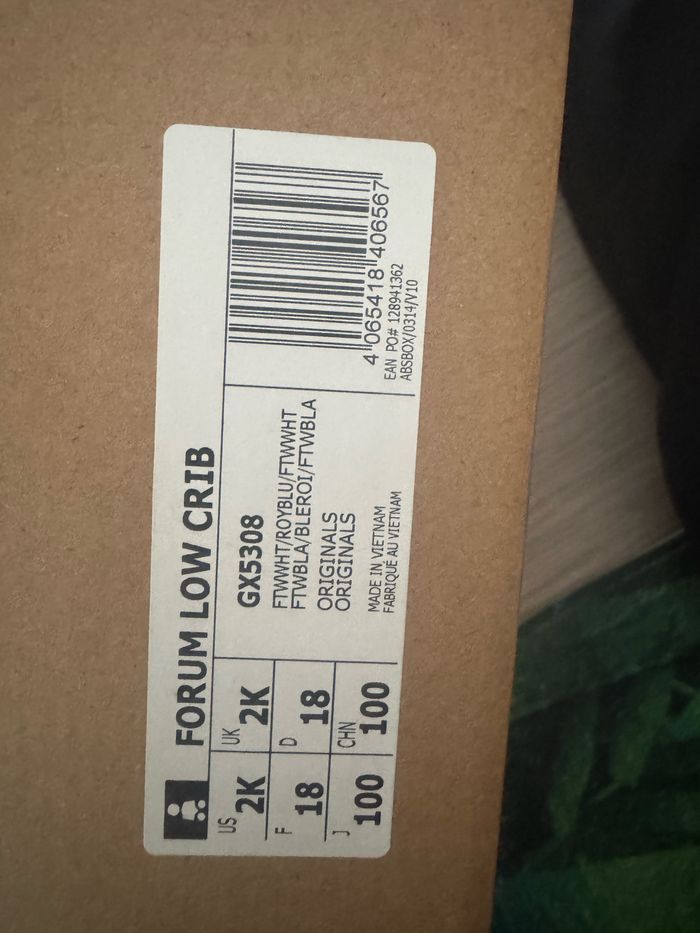 FORUM LOW CRIB
US 2K UK 2K
F 18 D 18
J 100 CHN 100
GX5308
FTWWHT/ROYBLU/FTWWHT
FTWBLA/BLEROI/FTWBLA
ORIGINALS
ORIGINALS
MADE IN VIETNAM
FABRIQUÉ AU VIETNAM
4 065418 406567
EAN PO# 128941362
ABSBOX/0314/V10